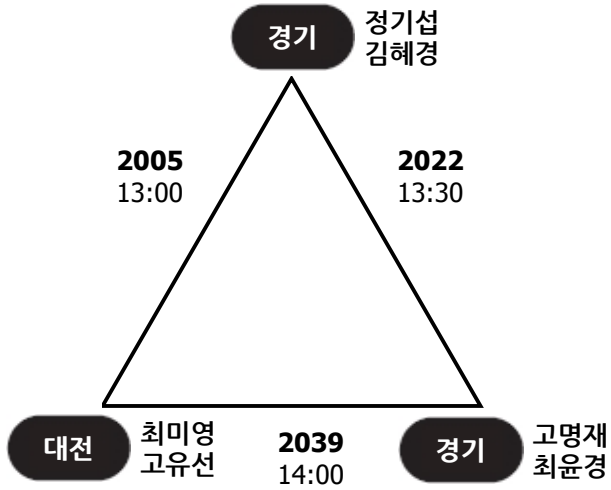 경기
정기섭
김혜경
2005
13:00
2022
13:30
대전
최미영
고유선
2039
14:00
경기
고명재
최윤경